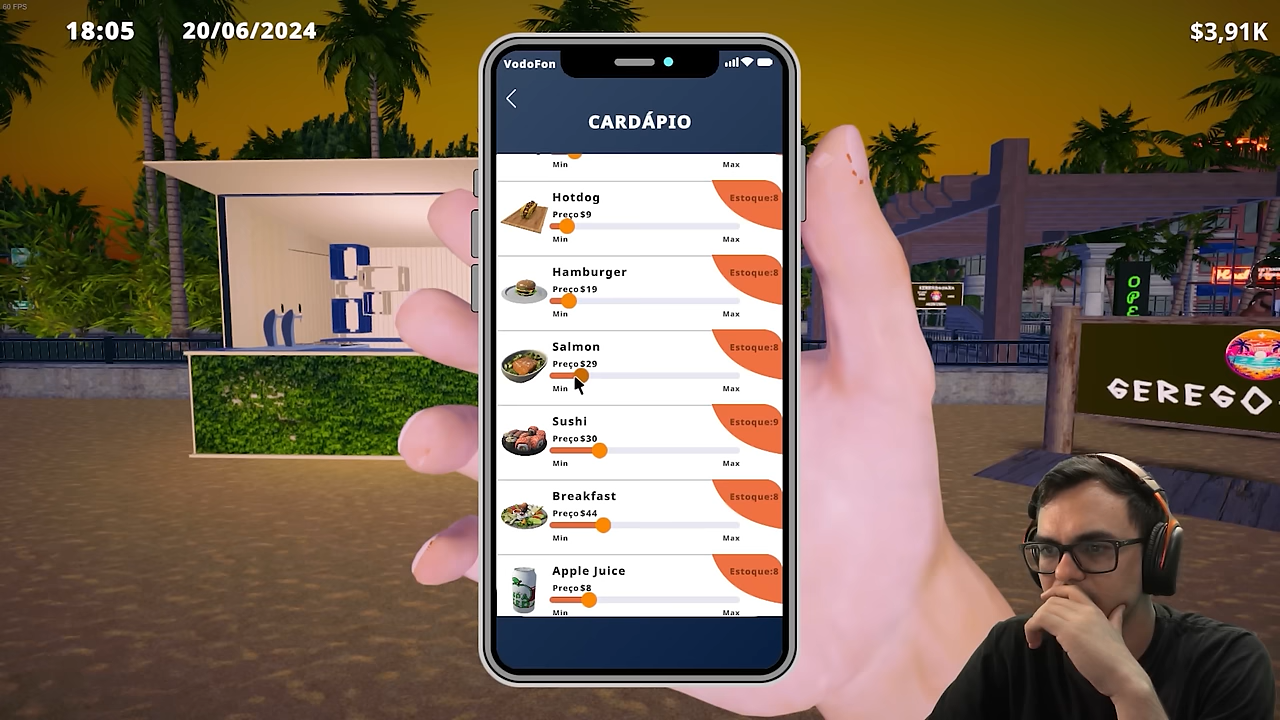 60 FPS
18:05 20/06/2024
$3,91K
VodoFon
CARDÁPIO
Min Max
Hotdog
Preço$9
Estoque:8
Min Max
Hamburger
Preço$19
Estoque:8
Min Max
Salmon
Preço$29
Estoque:8
Min Max
Sushi
Preço$30
Estoque:9
Min Max
Breakfast
Preço$44
Estoque:8
Min Max
Apple Juice
Preço$8
Estoque:8
Min Max
OPE
GEREGO